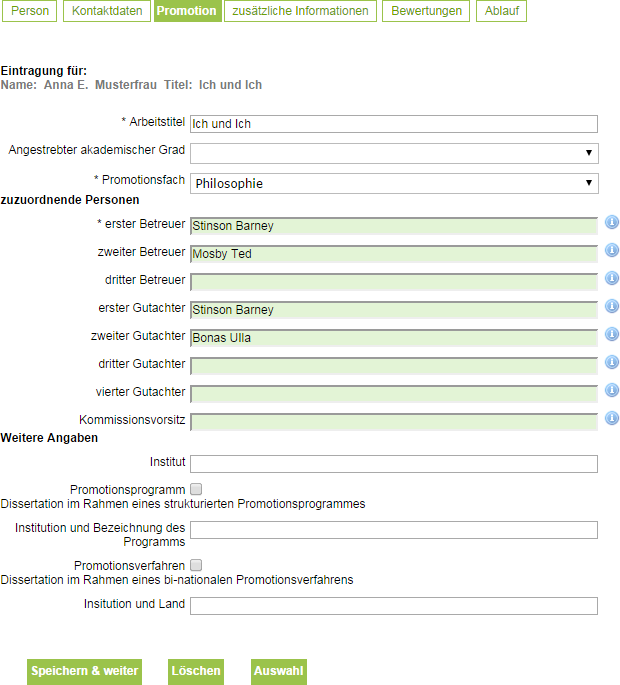 Person Kontaktdaten Promotion zusätzliche Informationen Bewertungen Ablauf
Eintragung für:
Name: Anna E. Musterfrau Titel: Ich und Ich
* Arbeitstitel Ich und Ich
Angestrebter akademischer Grad
* Promotionsfach Philosophie
zuzuordnende Personen
* erster Betreuer Stinson Barney
zweiter Betreuer Mosby Ted
dritter Betreuer
erster Gutachter Stinson Barney
zweiter Gutachter Bonas Ulla
dritter Gutachter
vierter Gutachter
Kommissionsvorsitz
Weitere Angaben
Institut
Promotionsprogramm
Dissertation im Rahmen eines strukturierten Promotionsprogrammes
Institution und Bezeichnung des
Programms
Promotionsverfahren
Dissertation im Rahmen eines bi-nationalen Promotionsverfahrens
Insitution und Land
Speichern & weiter Löschen Auswahl